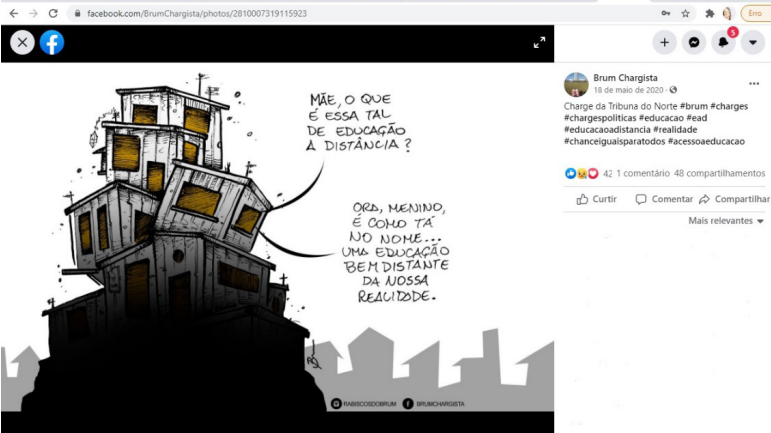 facebook.com/BrumChargista/photos/2810007319115923
Erro
5
MÃE, O QUE
É ESSA TAL
DE EDUCAÇÃO
À DISTÂNCIA?
ORA, MENINO,
É COMO TÁ
NO NOME...
UMA EDUCAÇÃO
BEM DISTANTE
DA NOSSA
REALIDADE.
RABISCOSDOBRUM BRUMCHARGISTA
Brum Chargista
18 de maio de 2020 ·
Charge da Tribuna do Norte #brum #charges
#chargespoliticas #educacao #ead
#educacaoadistancia #realidade
#chanceiguaisparatodos #acessoaeducacao
42 1 comentário 48 compartilhamentos
Curtir Comentar Compartilhar
Mais relevantes